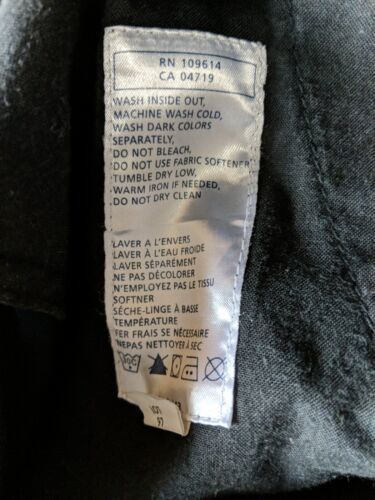 RN 109614
CA 04719
WASH INSIDE OUT,
MACHINE WASH COLD,
WASH DARK COLORS
SEPARATELY,
DO NOT BLEACH,
DO NOT USE FABRIC SOFTENER
TUMBLE DRY LOW,
WARM IRON IF NEEDED,
DO NOT DRY CLEAN
LAVER A L'ENVERS
LAVER A L'EAU FROIDE
LAVER SÉPARÉMENT
NE PAS DÉCOLORER
N'EMPLOYEZ PAS LE TISSU
SOFTNER
SÉCHE-LINGE À BASSE
TEMPÉRATURE
FER FRAIS SE NÉCESSAIRE
NEPAS NETTOYER À SEC